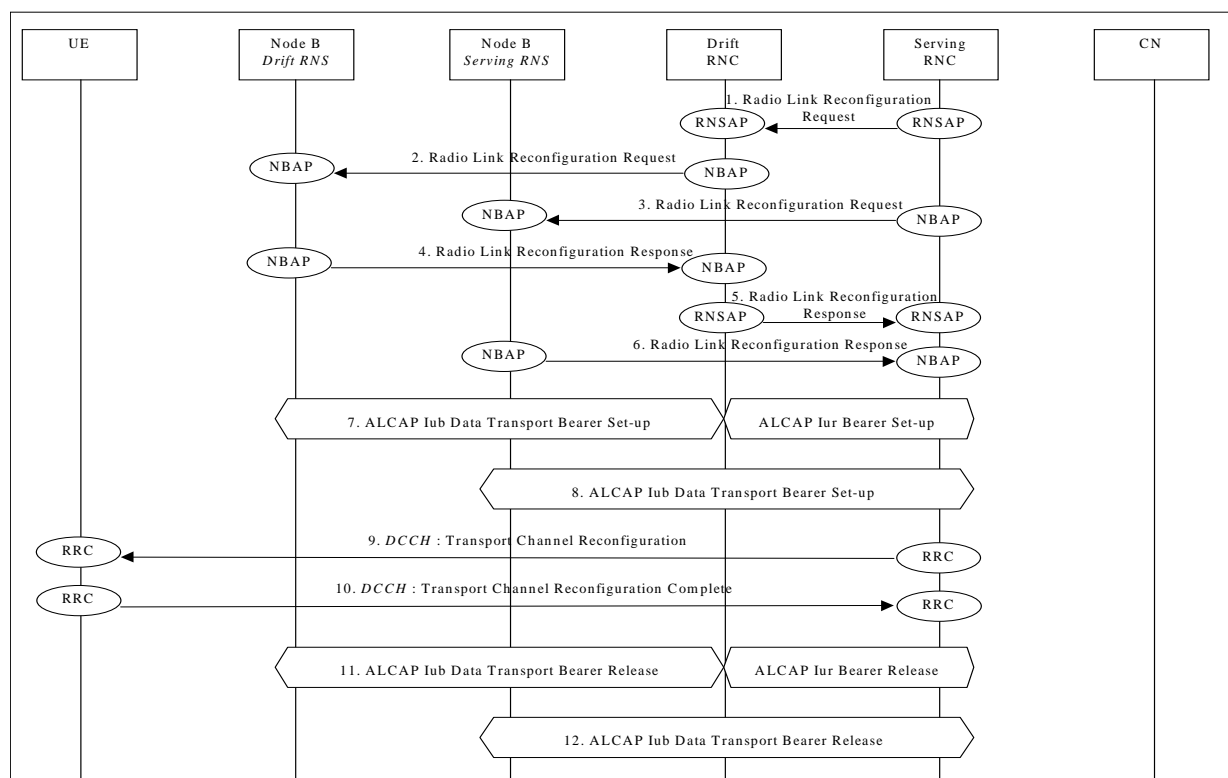 UE
Node B
Drift RNS
Node B
Serving RNS
Drift
RNC
Serving
RNC
CN
1. Radio Link Reconfiguration
Request
RNSAP
RNSAP
2. Radio Link Reconfiguration Request
NBAP
NBAP
3. Radio Link Reconfiguration Request
NBAP
NBAP
4. Radio Link Reconfiguration Response
NBAP
NBAP
5. Radio Link Reconfiguration
Response
RNSAP
RNSAP
6. Radio Link Reconfiguration Response
NBAP
NBAP
7. ALCAP Iub Data Transport Bearer Set-up
ALCAP Iur Bearer Set-up
8. ALCAP Iub Data Transport Bearer Set-up
9. DCCH : Transport Channel Reconfiguration
RRC
RRC
10. DCCH : Transport Channel Reconfiguration Complete
RRC
RRC
11. ALCAP Iub Data Transport Bearer Release
ALCAP Iur Bearer Release
12. ALCAP Iub Data Transport Bearer Release